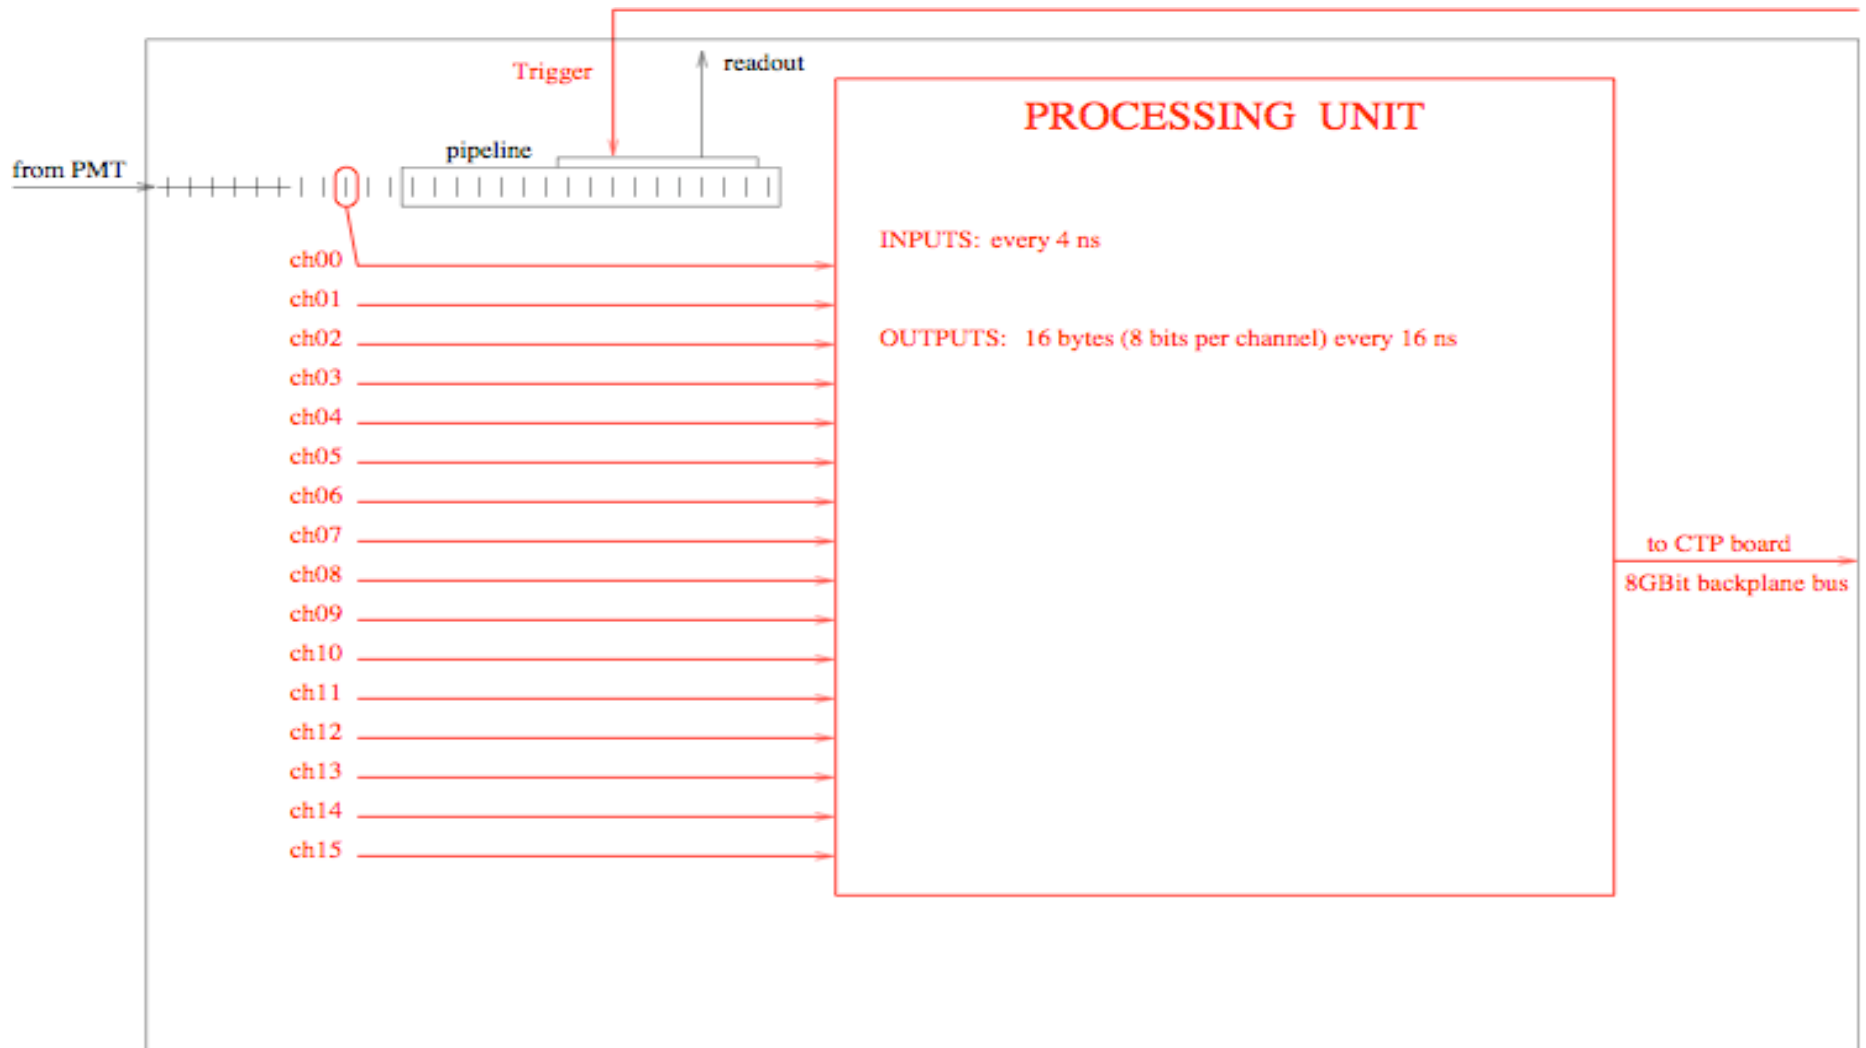 Trigger
readout
PROCESSING UNIT
pipeline
from PMT
INPUTS: every 4 ns
ch00
ch01
OUTPUTS: 16 bytes (8 bits per channel) every 16 ns
ch02
ch03
ch04
ch05
ch06
ch07
to CTP board
8GBit backplane bus
ch08
ch09
ch10
ch11
ch12
ch13
ch14
ch15